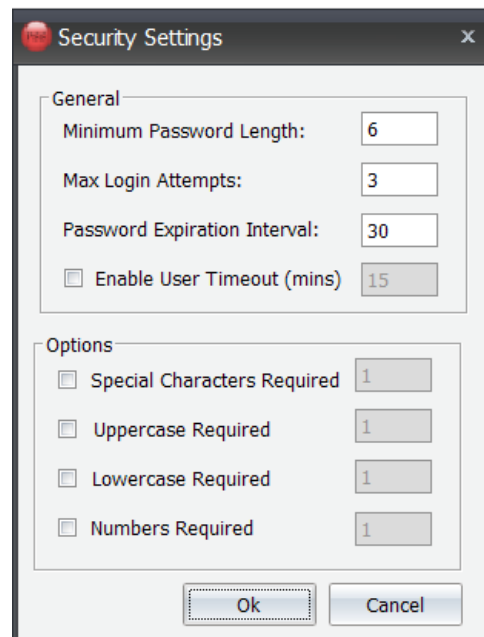 Security Settings x
General
Minimum Password Length: 6
Max Login Attempts: 3
Password Expiration Interval: 30
Enable User Timeout (mins) 15
Options
Special Characters Required 1
Uppercase Required 1
Lowercase Required 1
Numbers Required 1
Ok Cancel